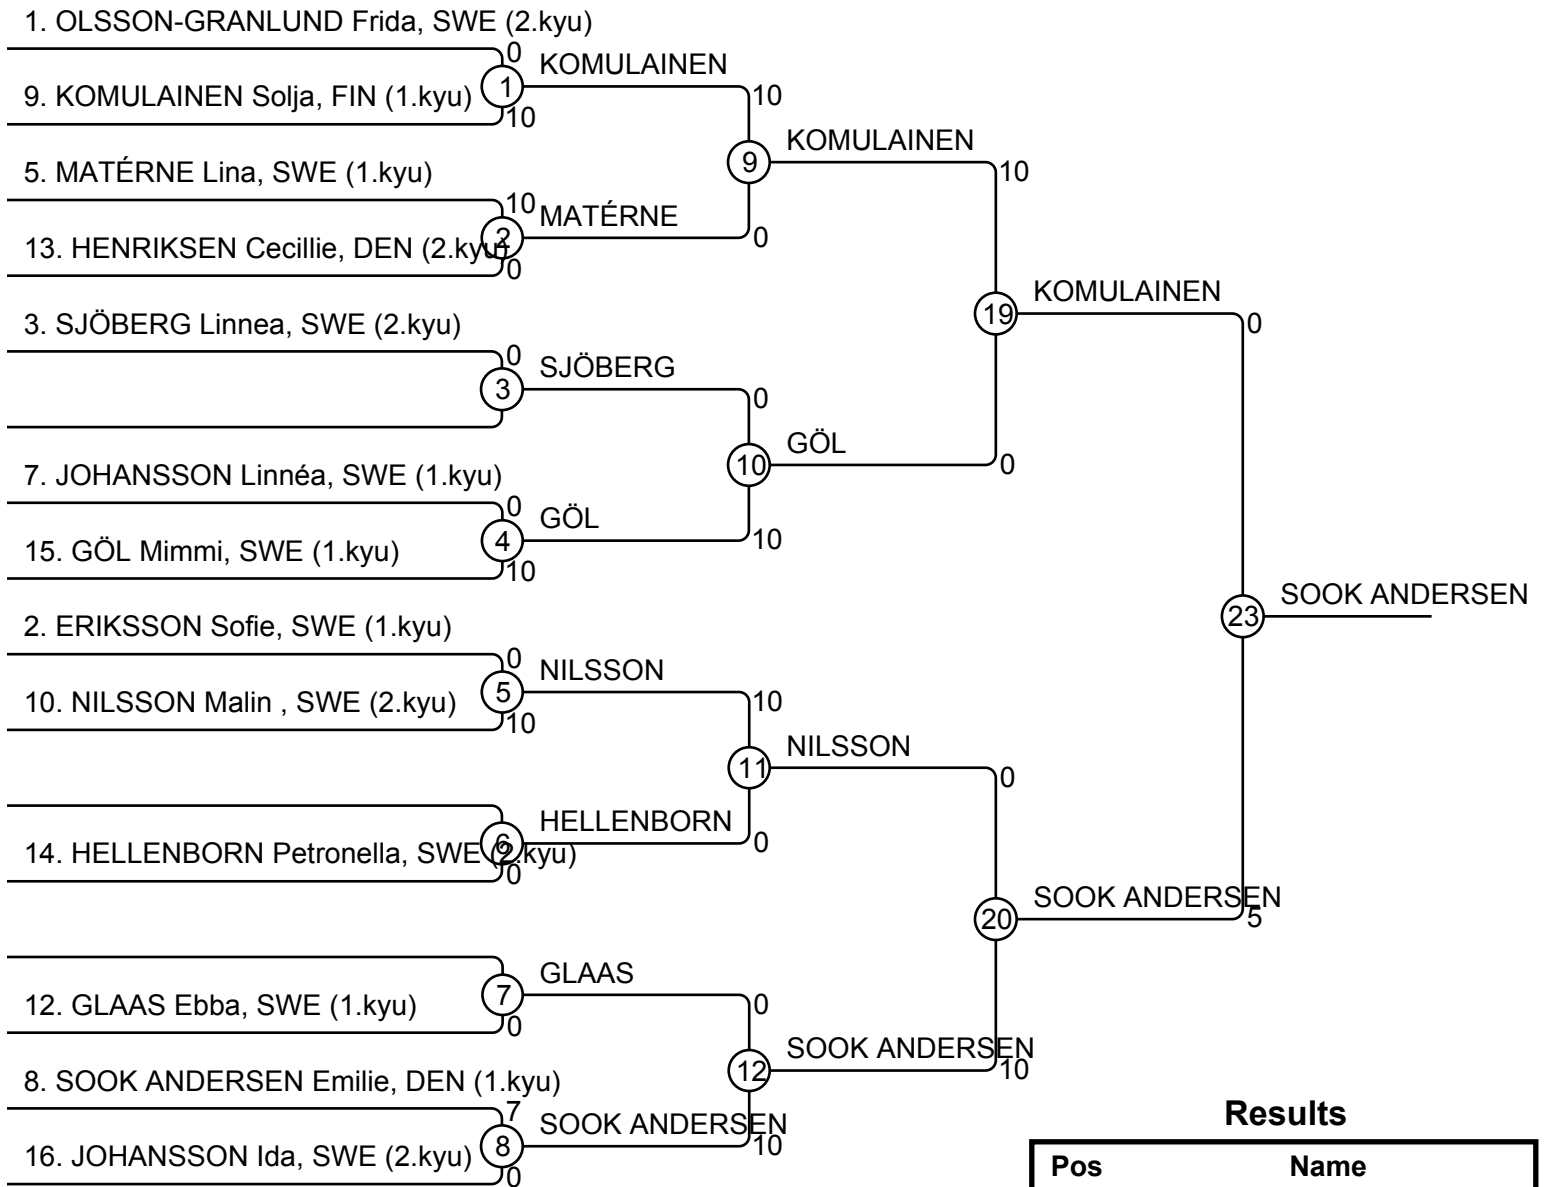 1. OLSSON-GRANLUND Frida, SWE (2.kyu)
0
KOMULAINEN
1
9. KOMULAINEN Solja, FIN (1.kyu)
10
10
KOMULAINEN
9
10
5. MATÉRNE Lina, SWE (1.kyu)
10
MATÉRNE
2
0
13. HENRIKSEN Cecillie, DEN (2.kyu)
0
KOMULAINEN
19
0
3. SJÖBERG Linnea, SWE (2.kyu)
0
SJÖBERG
3
0
GÖL
10
0
7. JOHANSSON Linnéa, SWE (1.kyu)
0
GÖL
4
10
15. GÖL Mimmi, SWE (1.kyu)
10
SOOK ANDERSEN
23
2. ERIKSSON Sofie, SWE (1.kyu)
0
NILSSON
5
10. NILSSON Malin , SWE (2.kyu)
10
10
NILSSON
11
0
HELLENBORN
6
0
14. HELLENBORN Petronella, SWE (2.kyu)
0
SOOK ANDERSEN
20
5
GLAAS
7
0
12. GLAAS Ebba, SWE (1.kyu)
0
SOOK ANDERSEN
12
10
8. SOOK ANDERSEN Emilie, DEN (1.kyu)
7
SOOK ANDERSEN
8
10
16. JOHANSSON Ida, SWE (2.kyu)
0
Results
Pos Name